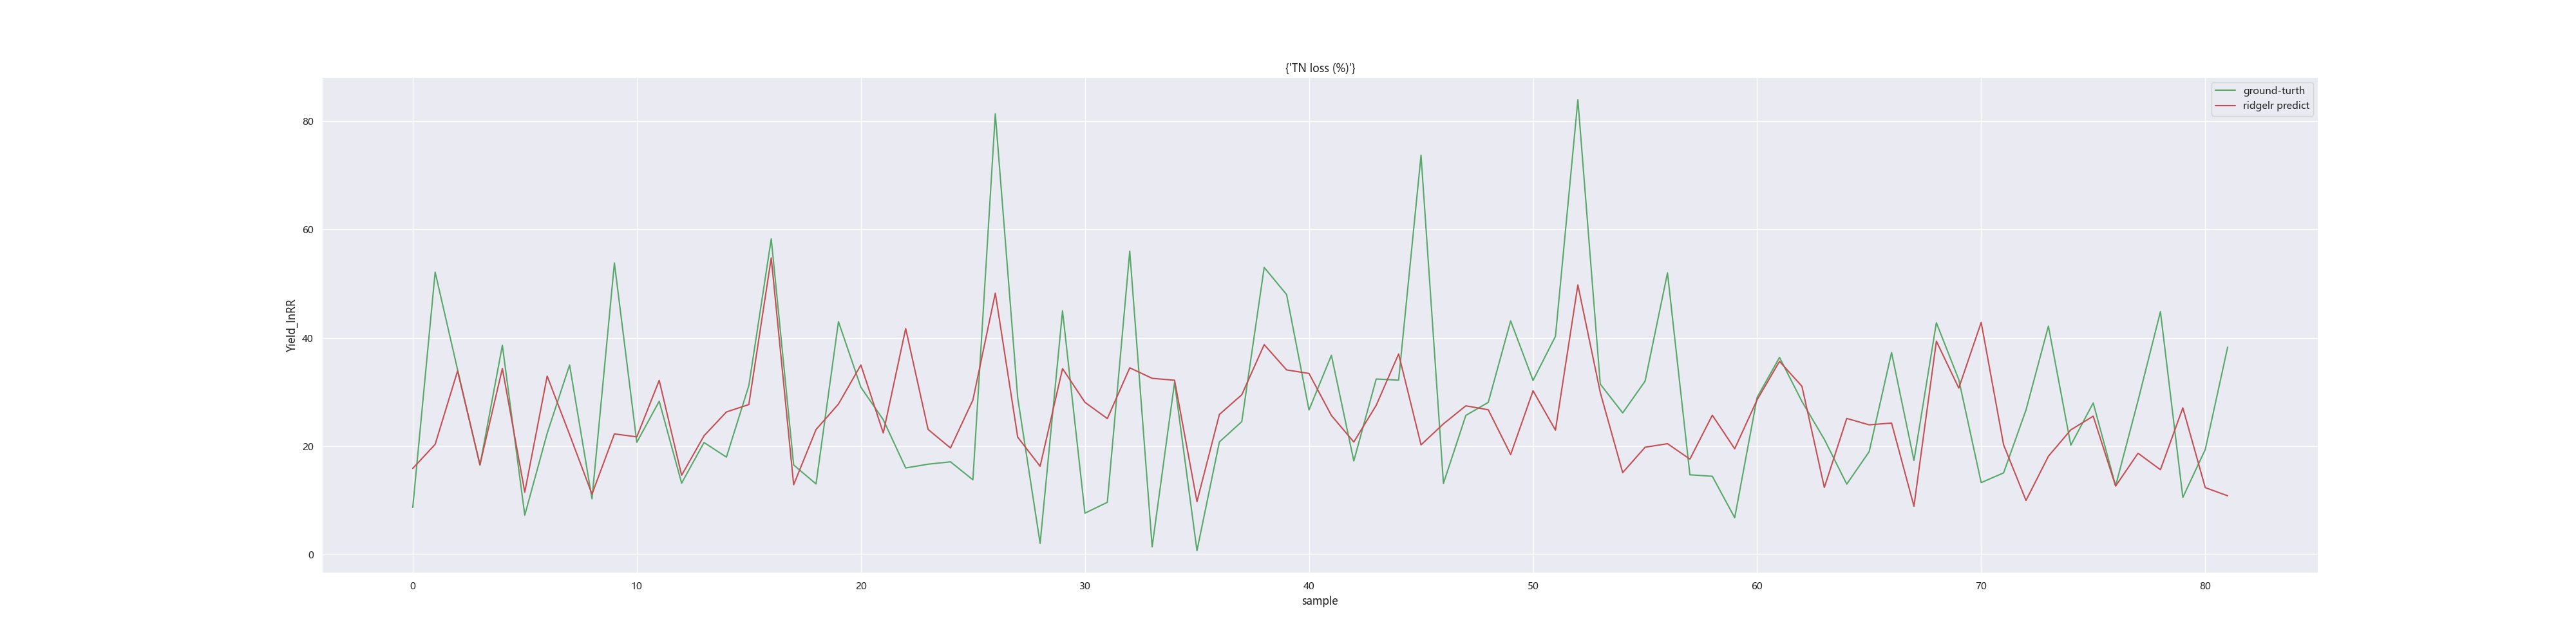 {'TN loss (%)'}
ground-turth
ridgelr predict
Yield_lnRR
80
60
40
20
0
0 10 20 30 40 50 60 70 80
sample